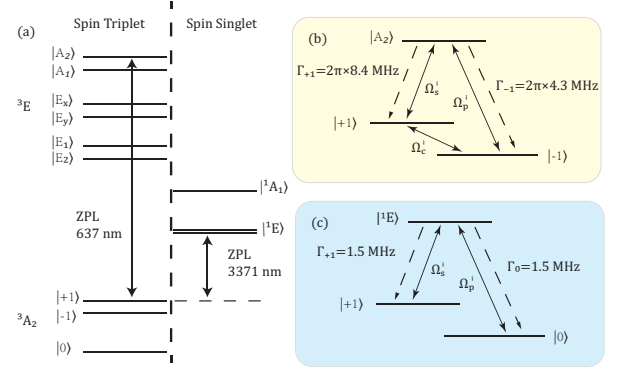 (a)
Spin Triplet
Spin Singlet
|A₂⟩
|A₁⟩
³E
|Eₓ⟩
|E_y⟩
|E₁⟩
|E₂⟩
|¹A₁⟩
|¹E⟩
ZPL
637 nm
ZPL
3371 nm
|+1⟩
³A₂
|-1⟩
|0⟩
(b)
|A₂⟩
Γ₊₁=2π×8.4 MHz
Ωₛⁱ
Ωₚⁱ
Γ₋₁=2π×4.3 MHz
|+1⟩
Ω_cⁱ
|-1⟩
(c)
|¹E⟩
Γ₊₁=1.5 MHz
Ωₛⁱ
Ωₚⁱ
Γ₀=1.5 MHz
|+1⟩
|0⟩